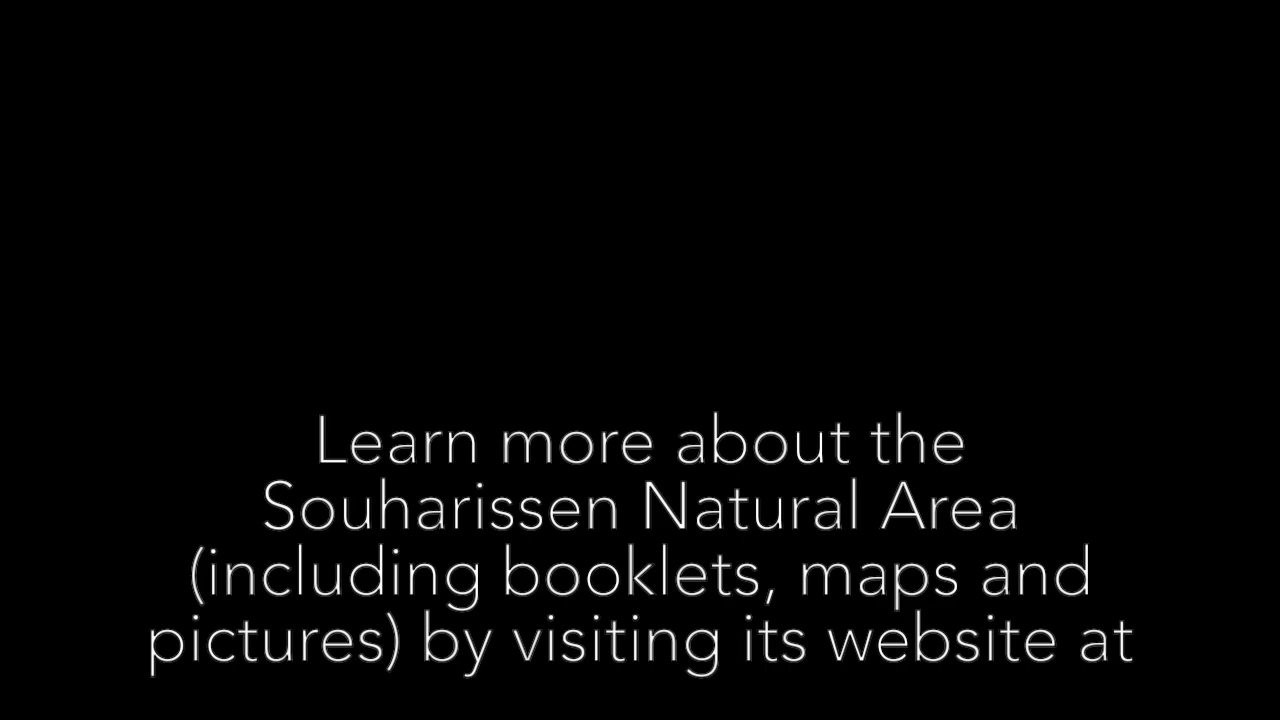 Learn more about the
Souharissen Natural Area
(including booklets, maps and
pictures) by visiting its website at